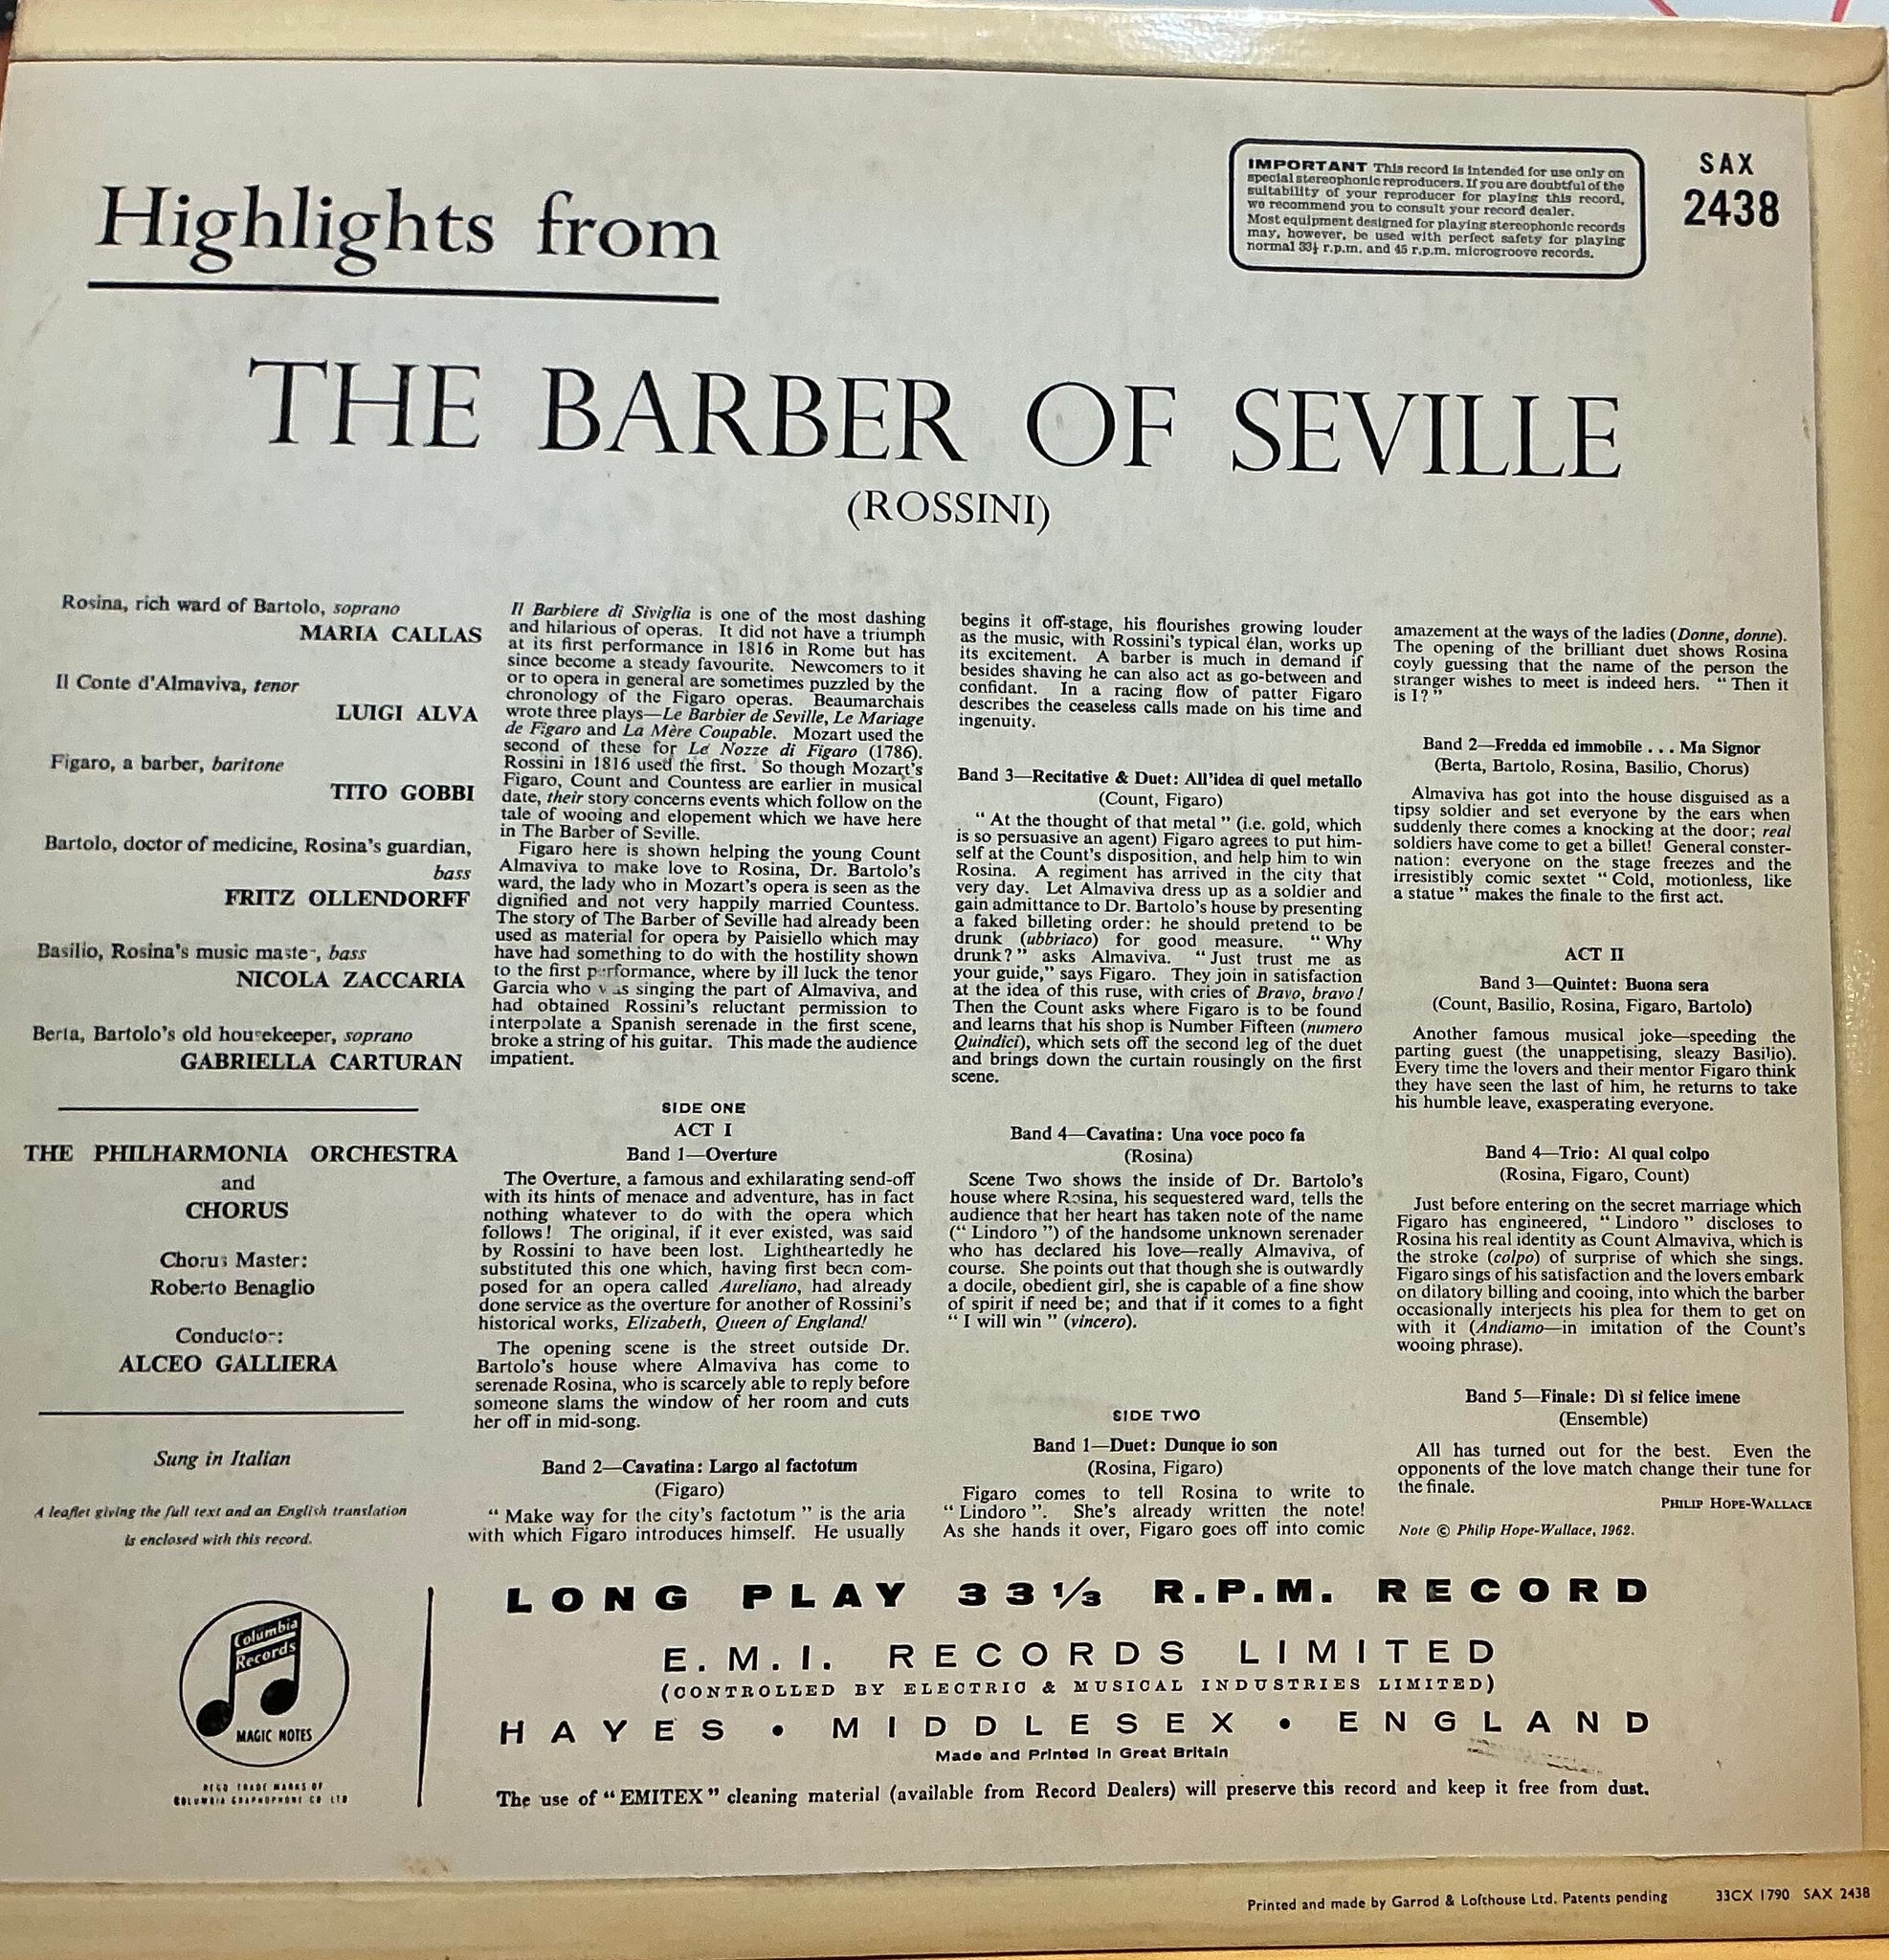 Highlights from
IMPORTANT This record is intended for use only on
special stereophonic reproducers. If you are doubtful of the
suitability of your reproducer for playing this record,
we recommend you to consult your record dealer.
Most equipment designed for playing stereophonic records
may, however, be used with perfect safety for playing
normal 33⅓ r.p.m. and 45 r.p.m. microgroove records.
SAX
2438
THE BARBER OF SEVILLE
(ROSSINI)
Rosina, rich ward of Bartolo, soprano
MARIA CALLAS
Il Conte d'Almaviva, tenor
LUIGI ALVA
Figaro, a barber, baritone
TITO GOBBI
Bartolo, doctor of medicine, Rosina's guardian,
bass
FRITZ OLLENDORFF
Basilio, Rosina's music master, bass
NICOLA ZACCARIA
Berta, Bartolo's old housekeeper, soprano
GABRIELLA CARTURAN
THE PHILHARMONIA ORCHESTRA
and
CHORUS
Chorus Master:
Roberto Benaglio
Conductor:
ALCEO GALLIERA
Sung in Italian
A leaflet giving the full text and an English translation
is enclosed with this record.
Il Barbiere di Siviglia is one of the most dashing
and hilarious of operas. It did not have a triumph
at its first performance in 1816 in Rome but has
since become a steady favourite. Newcomers to it
or to opera in general are sometimes puzzled by the
chronology of the Figaro operas. Beaumarchais
wrote three plays—Le Barbier de Seville, Le Mariage
de Figaro and La Mère Coupable. Mozart used the
second of these for Le Nozze di Figaro (1786).
Rossini in 1816 used the first. So though Mozart's
Figaro, Count and Countess are earlier in musical
date, their story concerns events which follow on the
tale of wooing and elopement which we have here
in The Barber of Seville.
Figaro here is shown helping the young Count
Almaviva to make love to Rosina, Dr. Bartolo's
ward, the lady who in Mozart's opera is seen as the
dignified and not very happily married Countess.
The story of The Barber of Seville had already been
used as material for opera by Paisiello which may
have had something to do with the hostility shown
to the first performance, where by ill luck the tenor
Garcia who was singing the part of Almaviva, and
had obtained Rossini's reluctant permission to
interpolate a Spanish serenade in the first scene,
broke a string of his guitar. This made the audience
impatient.
SIDE ONE
ACT I
Band 1—Overture
The Overture, a famous and exhilarating send-off
with its hints of menace and adventure, has in fact
nothing whatever to do with the opera which
follows! The original, if it ever existed, was said
by Rossini to have been lost. Lightheartedly he
substituted this one which, having first been com-
posed for an opera called Aureliano, had already
done service as the overture for another of Rossini's
historical works, Elizabeth, Queen of England!
The opening scene is the street outside Dr.
Bartolo's house where Almaviva has come to
serenade Rosina, who is scarcely able to reply before
someone slams the window of her room and cuts
her off in mid-song.
Band 2—Cavatina: Largo al factotum
(Figaro)
" Make way for the city's factotum " is the aria
with which Figaro introduces himself. He usually
begins it off-stage, his flourishes growing louder
as the music, with Rossini's typical élan, works up
its excitement. A barber is much in demand if
besides shaving he can also act as go-between and
confidant. In a racing flow of patter Figaro
describes the ceaseless calls made on his time and
ingenuity.
Band 3—Recitative & Duet: All'idea di quel metallo
(Count, Figaro)
" At the thought of that metal " (i.e. gold, which
is so persuasive an agent) Figaro agrees to put him-
self at the Count's disposition, and help him to win
Rosina. A regiment has arrived in the city that
very day. Let Almaviva dress up as a soldier and
gain admittance to Dr. Bartolo's house by presenting
a faked billeting order: he should pretend to be
drunk (ubbriaco) for good measure. " Why
drunk? " asks Almaviva. " Just trust me as
your guide," says Figaro. They join in satisfaction
at the idea of this ruse, with cries of Bravo, bravo!
Then the Count asks where Figaro is to be found
and learns that his shop is Number Fifteen (numero
Quindici), which sets off the second leg of the duet
and brings down the curtain rousingly on the first
scene.
Band 4—Cavatina: Una voce poco fa
(Rosina)
Scene Two shows the inside of Dr. Bartolo's
house where Rosina, his sequestered ward, tells the
audience that her heart has taken note of the name
(" Lindoro ") of the handsome unknown serenader
who has declared his love—really Almaviva, of
course. She points out that though she is outwardly
a docile, obedient girl, she is capable of a fine show
of spirit if need be; and that if it comes to a fight
" I will win " (vincero).
SIDE TWO
Band 1—Duet: Dunque io son
(Rosina, Figaro)
Figaro comes to tell Rosina to write to
" Lindoro ". She's already written the note!
As she hands it over, Figaro goes off into comic
amazement at the ways of the ladies (Donne, donne).
The opening of the brilliant duet shows Rosina
coyly guessing that the name of the person the
stranger wishes to meet is indeed hers. " Then it
is I? "
Band 2—Fredda ed immobile . . . Ma Signor
(Berta, Bartolo, Rosina, Basilio, Chorus)
Almaviva has got into the house disguised as a
tipsy soldier and set everyone by the ears when
suddenly there comes a knocking at the door; real
soldiers have come to get a billet! General conster-
nation: everyone on the stage freezes and the
irresistibly comic sextet " Cold, motionless, like
a statue " makes the finale to the first act.
ACT II
Band 3—Quintet: Buona sera
(Count, Basilio, Rosina, Figaro, Bartolo)
Another famous musical joke—speeding the
parting guest (the unappetising, sleazy Basilio).
Every time the lovers and their mentor Figaro think
they have seen the last of him, he returns to take
his humble leave, exasperating everyone.
Band 4—Trio: Al qual colpo
(Rosina, Figaro, Count)
Just before entering on the secret marriage which
Figaro has engineered, " Lindoro " discloses to
Rosina his real identity as Count Almaviva, which is
the stroke (colpo) of surprise of which she sings.
Figaro sings of his satisfaction and the lovers embark
on dilatory billing and cooing, into which the barber
occasionally interjects his plea for them to get on
with it (Andiamo—in imitation of the Count's
wooing phrase).
Band 5—Finale: Dì sì felice imene
(Ensemble)
All has turned out for the best. Even the
opponents of the love match change their tune for
the finale.
PHILIP HOPE-WALLACE
Note © Philip Hope-Wallace, 1962.
Columbia
Records
MAGIC NOTES
REGD TRADE MARKS OF
COLUMBIA GRAPHOPHONE CO LTD
LONG PLAY 33⅓ R.P.M. RECORD
E.M.I. RECORDS LIMITED
(CONTROLLED BY ELECTRIC & MUSICAL INDUSTRIES LIMITED)
HAYES • MIDDLESEX • ENGLAND
Made and Printed in Great Britain
The use of " EMITEX " cleaning material (available from Record Dealers) will preserve this record and keep it free from dust.
Printed and made by Garrod & Lofthouse Ltd. Patents pending
33CX 1790 SAX 2438